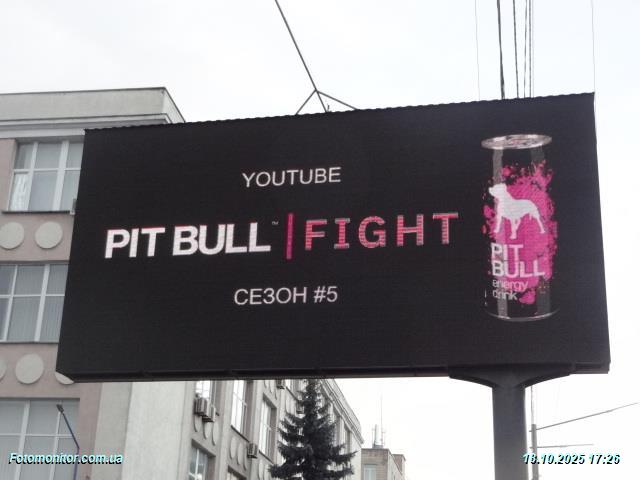 YOUTUBE
PIT BULL™ | FIGHT
СЕЗОН #5
PIT
BULL
energy
drink
Fotomonitor.com.ua
18.10.2025 17:26